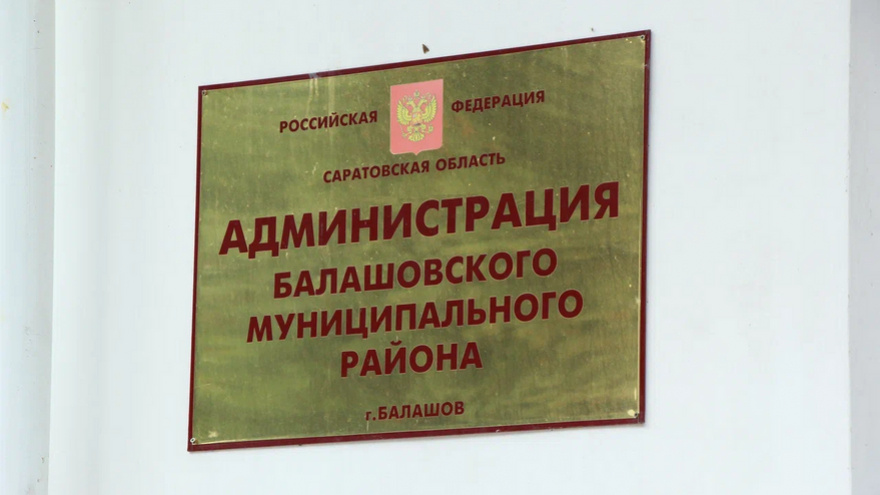 РОССИЙСКАЯ ФЕДЕРАЦИЯ
САРАТОВСКАЯ ОБЛАСТЬ
АДМИНИСТРАЦИЯ
БАЛАШОВСКОГО
МУНИЦИПАЛЬНОГО
РАЙОНА
г.БАЛАШОВ